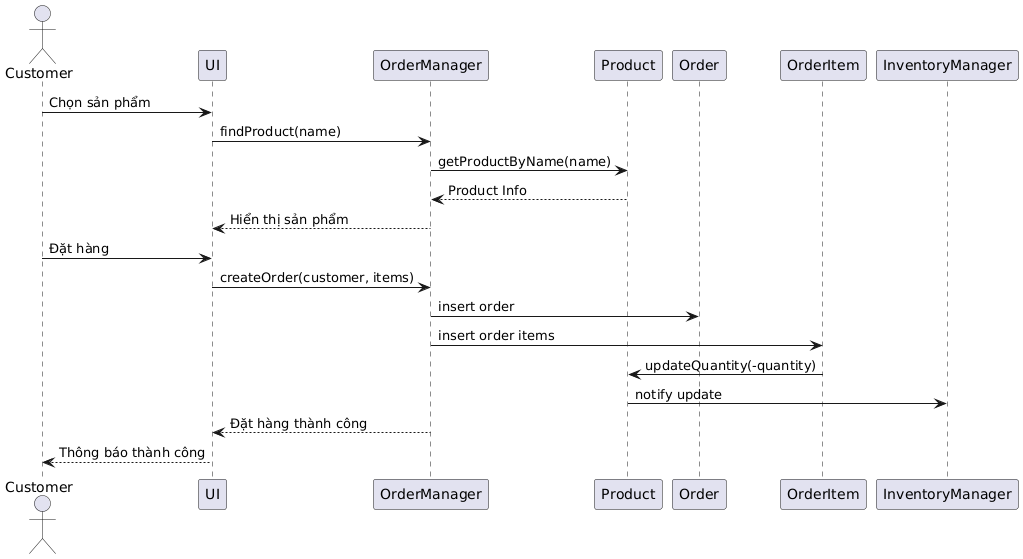 Customer
UI
OrderManager
Product
Order
OrderItem
InventoryManager
Chọn sản phẩm
findProduct(name)
getProductByName(name)
Product Info
Hiển thị sản phẩm
Đặt hàng
createOrder(customer, items)
insert order
insert order items
updateQuantity(-quantity)
notify update
Đặt hàng thành công
Thông báo thành công
Customer
UI
OrderManager
Product
Order
OrderItem
InventoryManager